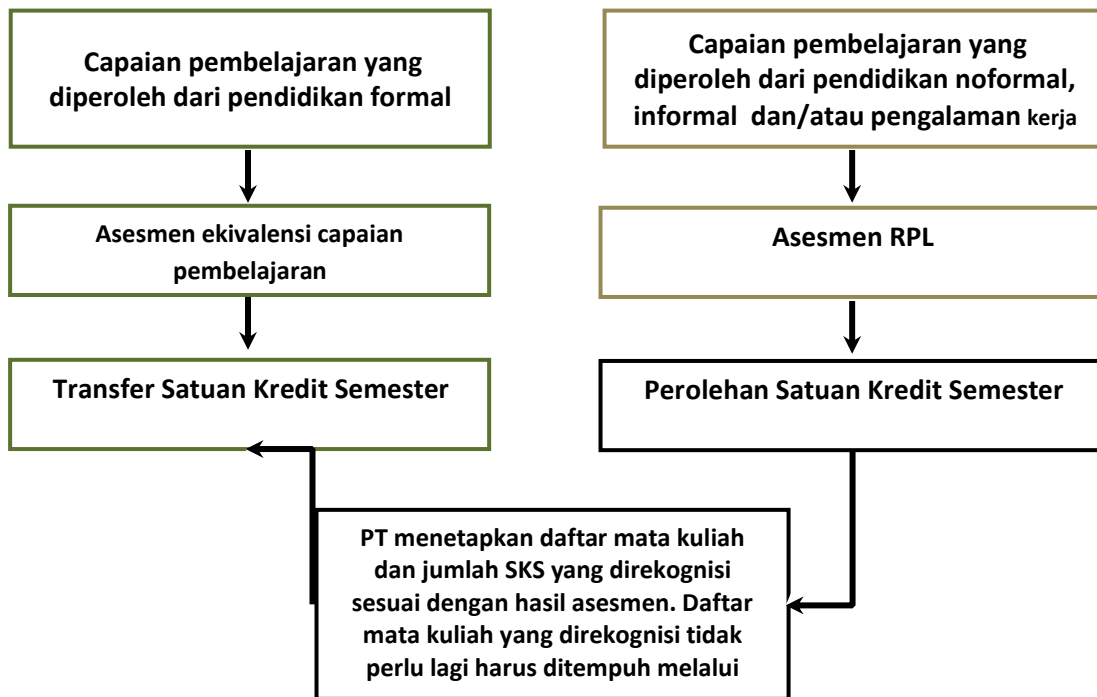 Capaian pembelajaran yang
diperoleh dari pendidikan formal
Capaian pembelajaran yang
diperoleh dari pendidikan noformal,
informal dan/atau pengalaman kerja
Asesmen ekivalensi capaian
pembelajaran
Asesmen RPL
Transfer Satuan Kredit Semester
Perolehan Satuan Kredit Semester
PT menetapkan daftar mata kuliah
dan jumlah SKS yang direkognisi
sesuai dengan hasil asesmen. Daftar
mata kuliah yang direkognisi tidak
perlu lagi harus ditempuh melalui